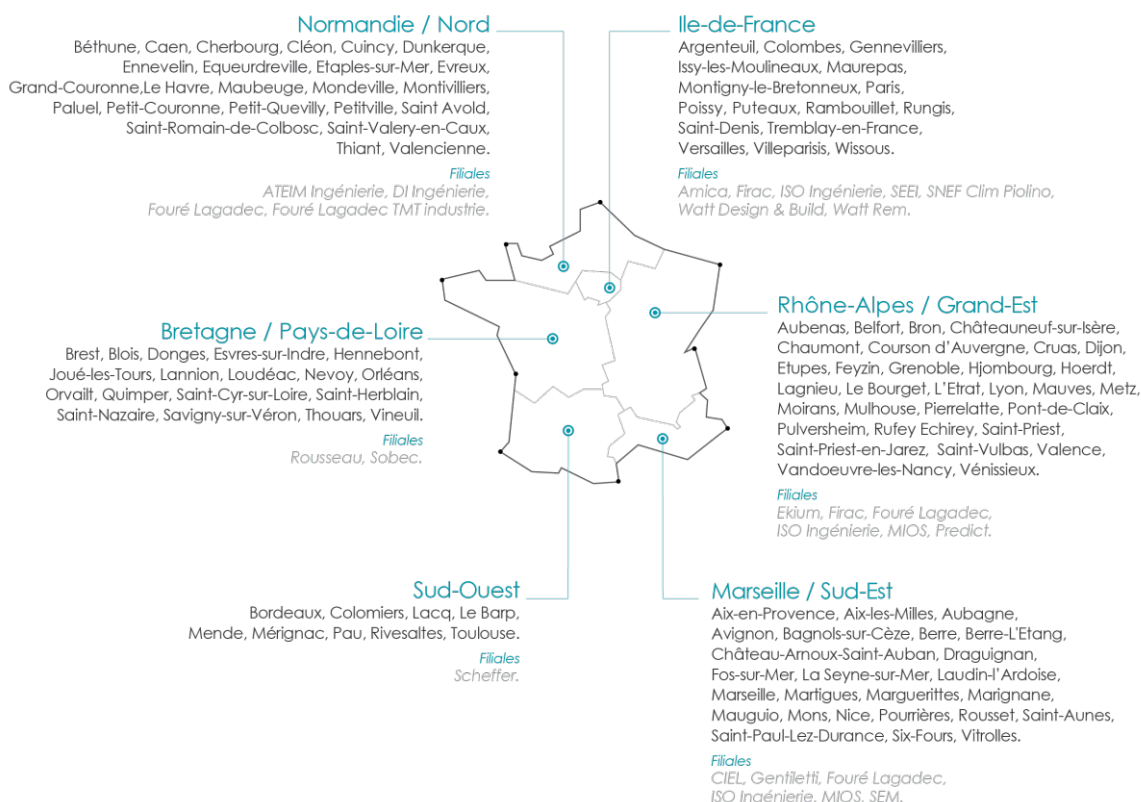 Normandie / Nord
Béthune, Caen, Cherbourg, Cléon, Cuincy, Dunkerque,
Ennevelin, Equeurdreville, Etaples-sur-Mer, Evreux,
Grand-Couronne,Le Havre, Maubeuge, Mondeville, Montivilliers,
Paluel, Petit-Couronne, Petit-Quevilly, Petitville, Saint Avold,
Saint-Romain-de-Colbosc, Saint-Valery-en-Caux,
Thiant, Valencienne.
Filiales
ATEIM Ingénierie, DI Ingénierie,
Fouré Lagadec, Fouré Lagadec TMT industrie.
Ile-de-France
Argenteuil, Colombes, Gennevilliers,
Issy-les-Moulineaux, Maurepas,
Montigny-le-Bretonneux, Paris,
Poissy, Puteaux, Rambouillet, Rungis,
Saint-Denis, Tremblay-en-France,
Versailles, Villeparisis, Wissous.
Filiales
Amica, Firac, ISO Ingénierie, SEEI, SNEF Clim Piolino,
Watt Design & Build, Watt Rem.
Bretagne / Pays-de-Loire
Brest, Blois, Donges, Esvres-sur-Indre, Hennebont,
Joué-les-Tours, Lannion, Loudéac, Nevoy, Orléans,
Orvailt, Quimper, Saint-Cyr-sur-Loire, Saint-Herblain,
Saint-Nazaire, Savigny-sur-Véron, Thouars, Vineuil.
Filiales
Rousseau, Sobec.
Rhône-Alpes / Grand-Est
Aubenas, Belfort, Bron, Châteauneuf-sur-Isère,
Chaumont, Courson d'Auvergne, Cruas, Dijon,
Etupes, Feyzin, Grenoble, Hjombourg, Hoerdt,
Lagnieu, Le Bourget, L'Etrat, Lyon, Mauves, Metz,
Moirans, Mulhouse, Pierrelatte, Pont-de-Claix,
Pulversheim, Rufey Echirey, Saint-Priest,
Saint-Priest-en-Jarez, Saint-Vulbas, Valence,
Vandoeuvre-les-Nancy, Vénissieux.
Filiales
Ekium, Firac, Fouré Lagadec,
ISO Ingénierie, MIOS, Predict.
Sud-Ouest
Bordeaux, Colomiers, Lacq, Le Barp,
Mende, Mérignac, Pau, Rivesaltes, Toulouse.
Filiales
Scheffer.
Marseille / Sud-Est
Aix-en-Provence, Aix-les-Milles, Aubagne,
Avignon, Bagnols-sur-Cèze, Berre, Berre-L'Etang,
Château-Arnoux-Saint-Auban, Draguignan,
Fos-sur-Mer, La Seyne-sur-Mer, Laudin-l'Ardoise,
Marseille, Martigues, Marguerittes, Marignane,
Mauguio, Mons, Nice, Pourrières, Rousset, Saint-Aunes,
Saint-Paul-Lez-Durance, Six-Fours, Vitrolles.
Filiales
CIEL, Gentiletti, Fouré Lagadec,
ISO Ingénierie, MIOS, SEM.